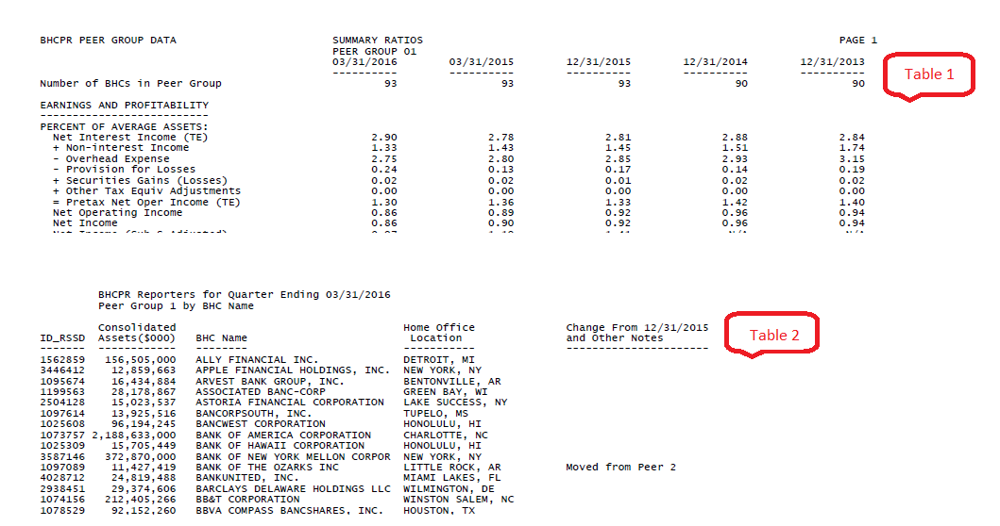 BHCPR PEER GROUP DATA SUMMARY RATIOS PAGE 1
PEER GROUP 01
03/31/2016 03/31/2015 12/31/2015 12/31/2014 12/31/2013
---------- ---------- ---------- ---------- ----------
Number of BHCs in Peer Group 93 93 93 90 90
Table 1
EARNINGS AND PROFITABILITY
--------------------------
PERCENT OF AVERAGE ASSETS:
Net Interest Income (TE) 2.90 2.78 2.81 2.88 2.84
+ Non-interest Income 1.33 1.43 1.45 1.51 1.74
- Overhead Expense 2.75 2.80 2.85 2.93 3.15
- Provision for Losses 0.24 0.13 0.17 0.14 0.19
+ Securities Gains (Losses) 0.02 0.02 0.01 0.02 0.02
+ Other Tax Equiv Adjustments 0.00 0.00 0.00 0.00 0.00
= Pretax Net Oper Income (TE) 1.30 1.36 1.33 1.42 1.40
Net Operating Income 0.86 0.89 0.92 0.96 0.94
Net Income 0.86 0.90 0.92 0.96 0.94
BHCPR Reporters for Quarter Ending 03/31/2016
Peer Group 1 by BHC Name
Consolidated Home Office Change From 12/31/2015
ID_RSSD Assets($000) BHC Name Location and Other Notes
Table 2
------- ------------ -------- ----------- ----------------------
1562859 156,505,000 ALLY FINANCIAL INC. DETROIT, MI
3446412 12,859,663 APPLE FINANCIAL HOLDINGS, INC. NEW YORK, NY
1095674 16,434,884 ARVEST BANK GROUP, INC. BENTONVILLE, AR
1199563 28,178,867 ASSOCIATED BANC-CORP GREEN BAY, WI
2504128 15,023,537 ASTORIA FINANCIAL CORPORATION LAKE SUCCESS, NY
1097614 13,925,516 BANCORPSOUTH, INC. TUPELO, MS
1025608 96,194,245 BANCWEST CORPORATION HONOLULU, HI
1073757 2,188,633,000 BANK OF AMERICA CORPORATION CHARLOTTE, NC
1025309 15,705,449 BANK OF HAWAII CORPORATION HONOLULU, HI
3587146 372,870,000 BANK OF NEW YORK MELLON CORPOR NEW YORK, NY
1097089 11,427,419 BANK OF THE OZARKS INC LITTLE ROCK, AR Moved from Peer 2
4028712 24,819,488 BANKUNITED, INC. MIAMI LAKES, FL
2938451 29,374,606 BARCLAYS DELAWARE HOLDINGS LLC WILMINGTON, DE
1074156 212,405,266 BB&T CORPORATION WINSTON SALEM, NC
1078529 92,152,260 BBVA COMPASS BANCSHARES, INC. HOUSTON, TX